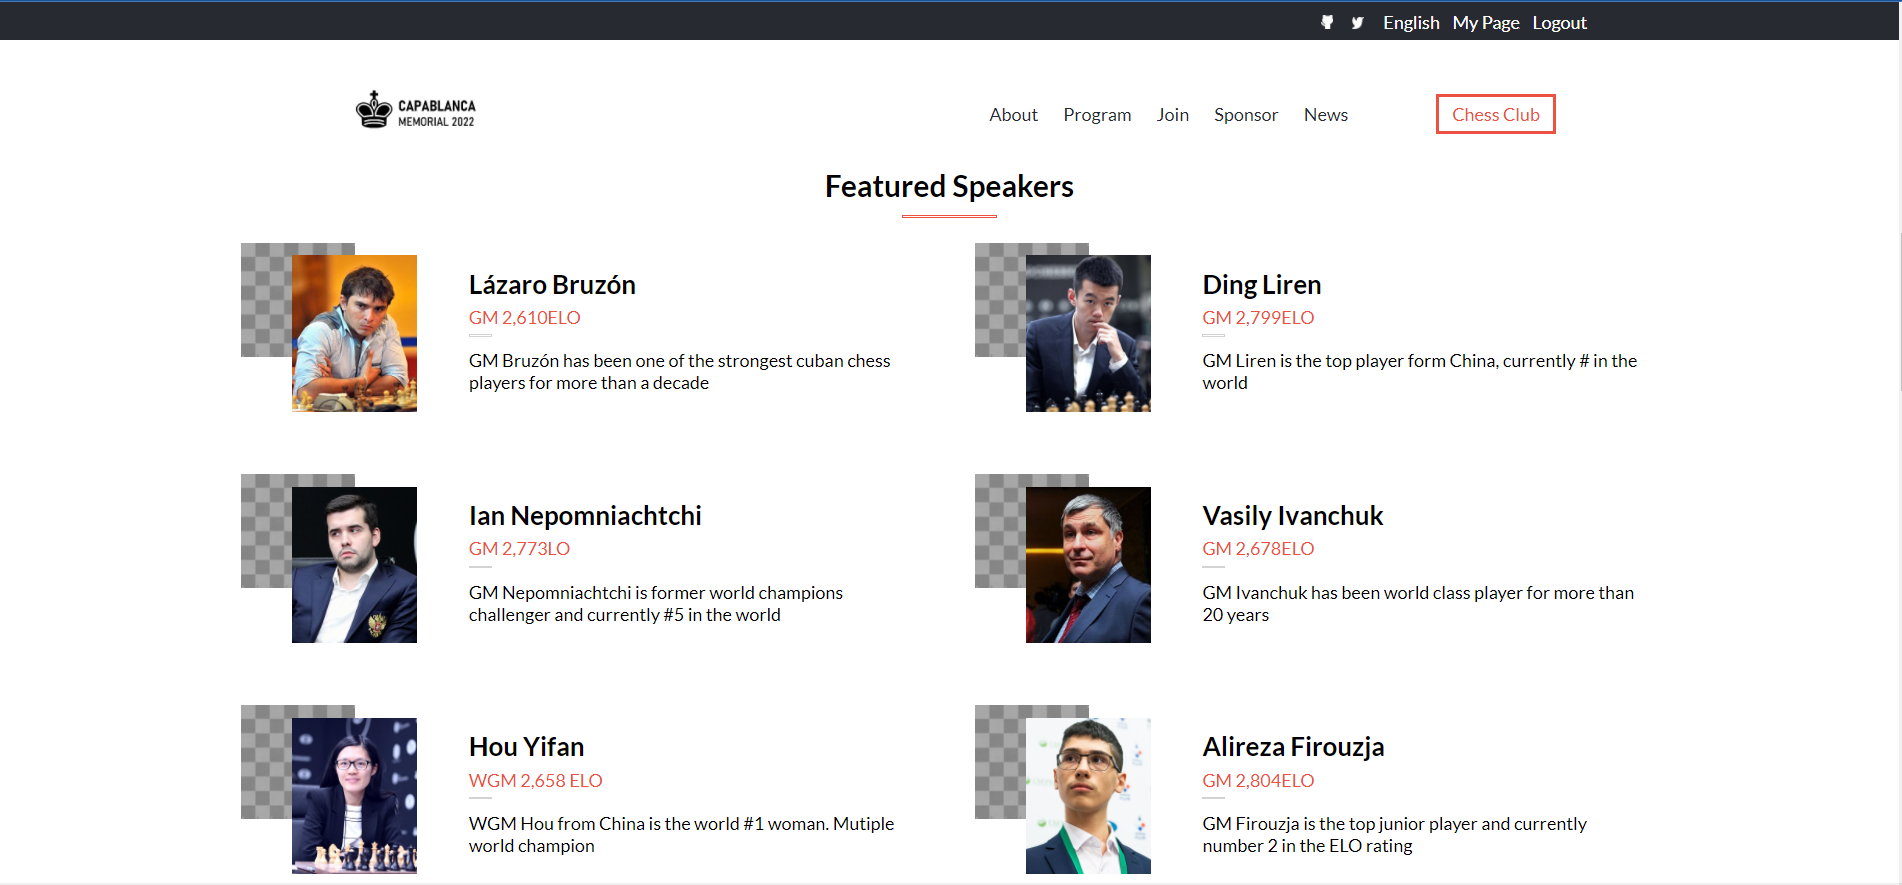 English My Page Logout
CAPABLANCA
MEMORIAL 2022
About Program Join Sponsor News Chess Club
Featured Speakers
Lázaro Bruzón
GM 2,610ELO
GM Bruzón has been one of the strongest cuban chess
players for more than a decade
Ding Liren
GM 2,799ELO
GM Liren is the top player form China, currently # in the
world
Ian Nepomniachtchi
GM 2,773LO
GM Nepomniachtchi is former world champions
challenger and currently #5 in the world
Vasily Ivanchuk
GM 2,678ELO
GM Ivanchuk has been world class player for more than
20 years
Hou Yifan
WGM 2,658 ELO
WGM Hou from China is the world #1 woman. Mutiple
world champion
Alireza Firouzja
GM 2,804ELO
GM Firouzja is the top junior player and currently
number 2 in the ELO rating